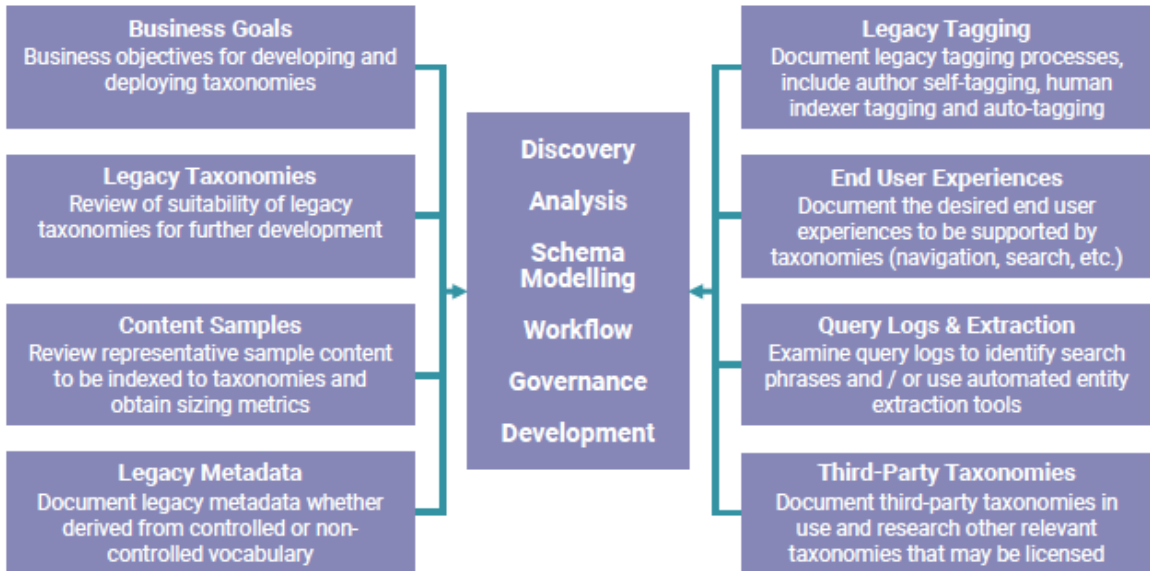 Business Goals
Business objectives for developing and
deploying taxonomies
Legacy Taxonomies
Review of suitability of legacy
taxonomies for further development
Content Samples
Review representative sample content
to be indexed to taxonomies and
obtain sizing metrics
Legacy Metadata
Document legacy metadata whether
derived from controlled or non-
controlled vocabulary
Discovery
Analysis
Schema
Modelling
Workflow
Governance
Development
Legacy Tagging
Document legacy tagging processes,
include author self-tagging, human
indexer tagging and auto-tagging
End User Experiences
Document the desired end user
experiences to be supported by
taxonomies (navigation, search, etc.)
Query Logs & Extraction
Examine query logs to identify search
phrases and / or use automated entity
extraction tools
Third-Party Taxonomies
Document third-party taxonomies in
use and research other relevant
taxonomies that may be licensed